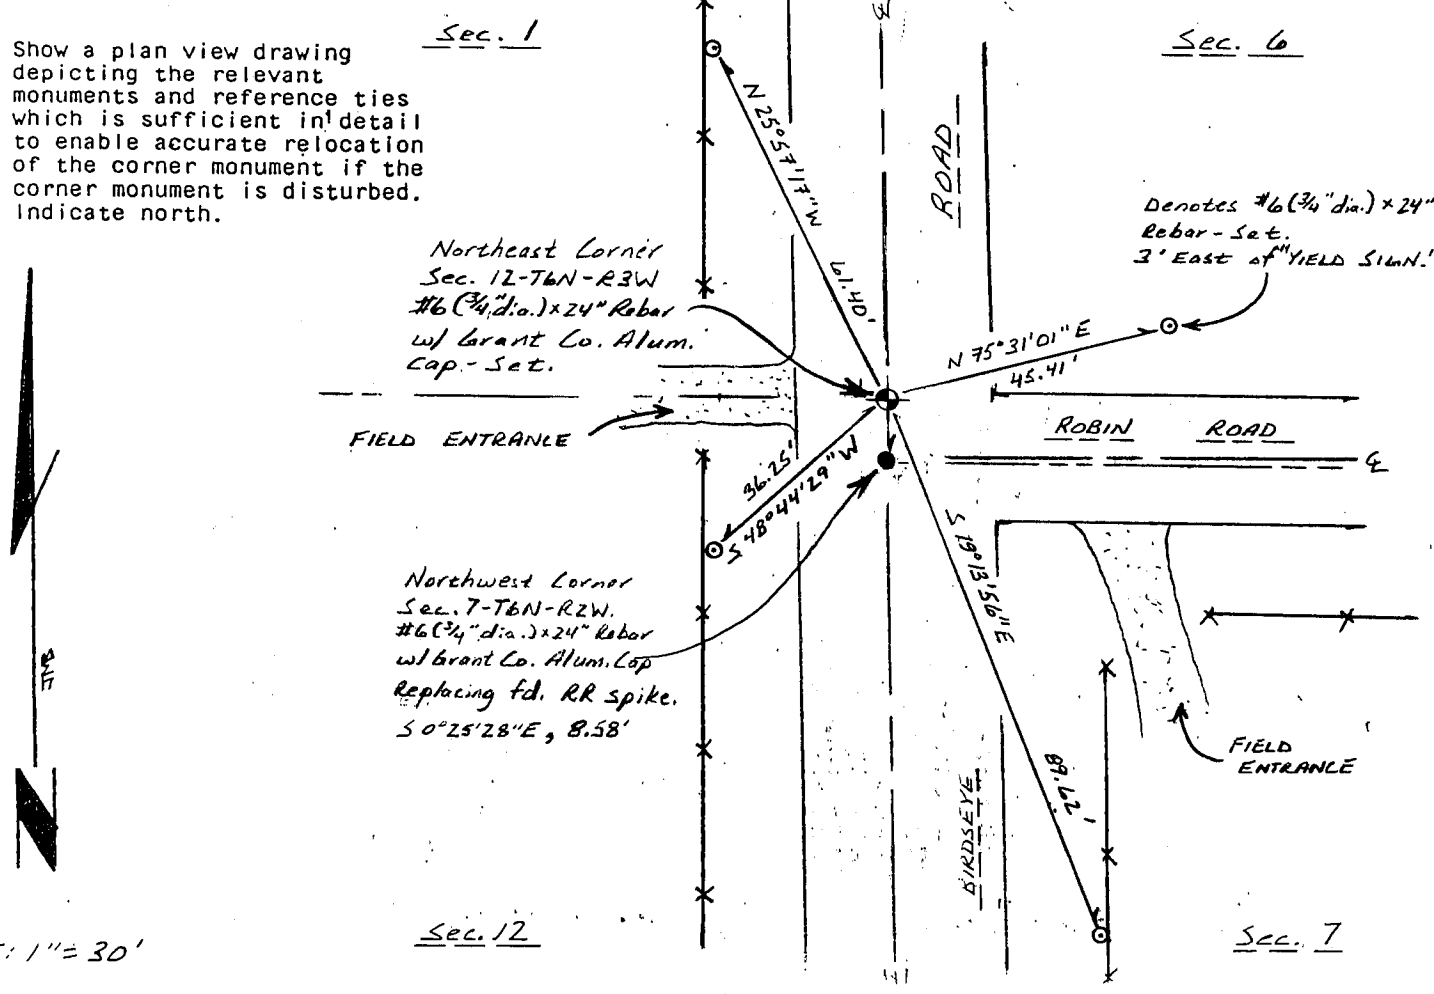 Sec. 1
Sec. 6
Show a plan view drawing
depicting the relevant
monuments and reference ties
which is sufficient in detail
to enable accurate relocation
of the corner monument if the
corner monument is disturbed.
Indicate north.
N 25°57'17" W
61.40'
ROAD
Denotes #6 (3/4" dia.) x 24"
Rebar - Set.
3' East of "YIELD SIGN."
Northeast Corner
Sec. 12-T6N-R3W
#6 (3/4" dia.) x 24" Rebar
w/ Grant Co. Alum.
Cap - Set.
N 75°31'01" E
45.41'
FIELD ENTRANCE
ROBIN ROAD
℄
36.25'
S 48°44'29" W
S 19°13'56" E
89.62'
Northwest Corner
Sec. 7-T6N-R2W.
#6 (3/4" dia.) x 24" Rebar
w/ Grant Co. Alum. Cap
Replacing fd. RR spike.
S 0°25'28" E, 8.58'
FIELD
ENTRANCE
BIRDSEYE
Sec. 12
Sec. 7
1" = 30'